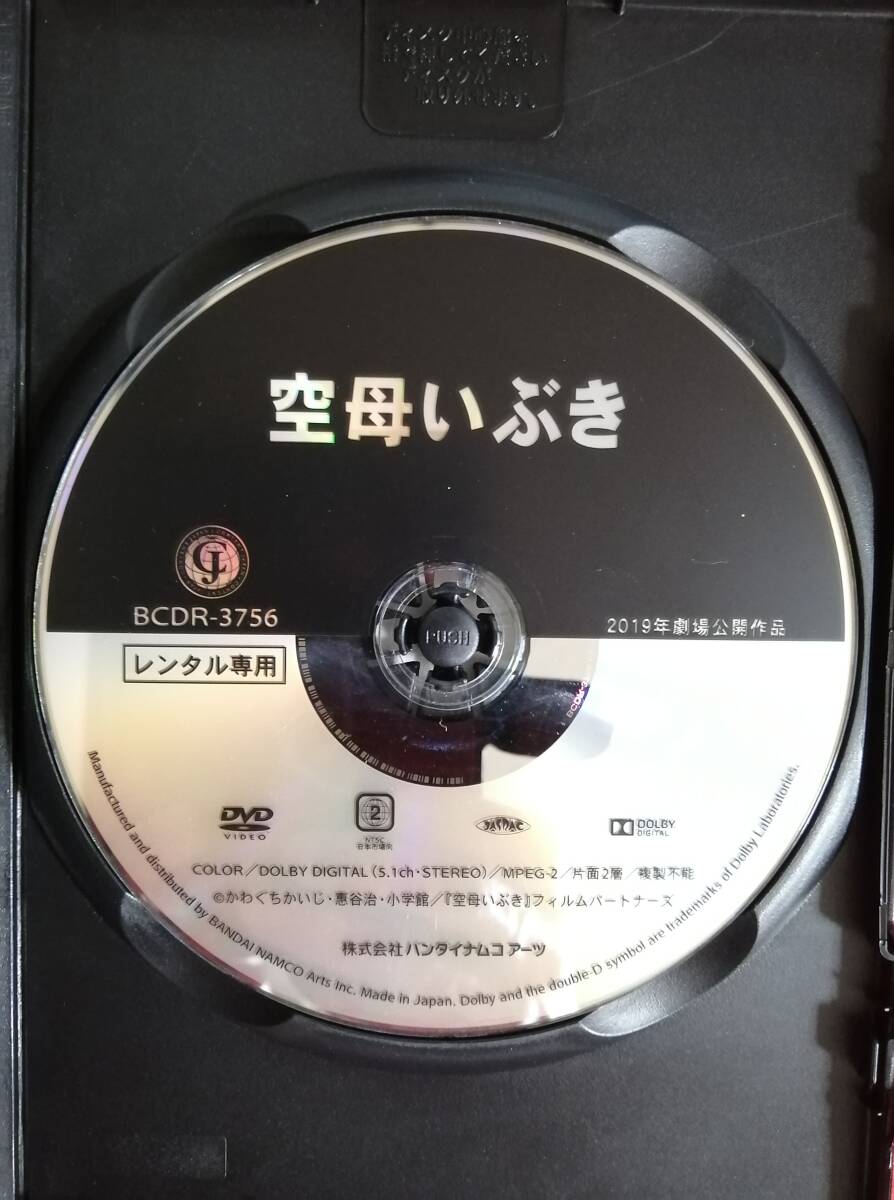 空母いぶき
BCDR-3756
2019年劇場公開作品
レンタル専用
PUSH
DVD
VIDEO
2
NTSC
日本市場向
JASRAC
DOLBY
DIGITAL
COLOR／DOLBY DIGITAL（5.1ch・STEREO）／MPEG-2／片面2層／複製不能
©かわぐちかいじ・惠谷治・小学館／『空母いぶき』フィルムパートナーズ
株式会社バンダイナムコアーツ
Manufactured and distributed by BANDAI NAMCO Arts Inc. Made in Japan. Dolby and the double-D symbol are trademarks of Dolby Laboratories.